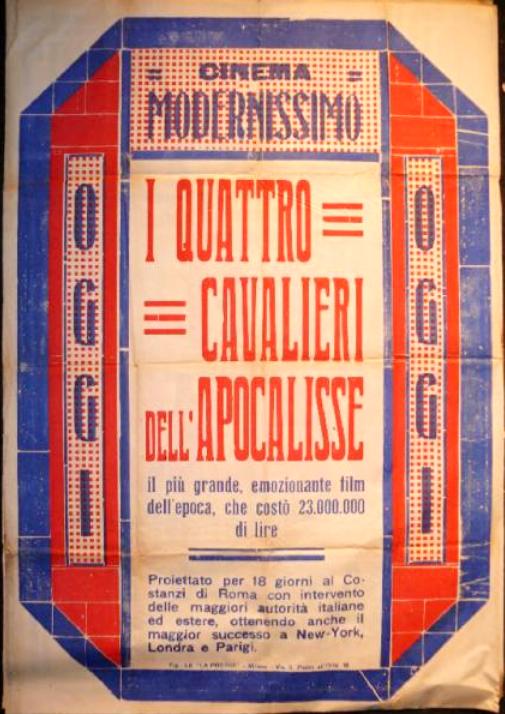 = CINEMA =
MODERNISSIMO
OGGI
OGGI
I QUATTRO
CAVALIERI
DELL'APOCALISSE
il più grande, emozionante film
dell'epoca, che costò 23.000.000
di lire
Proiettato per 18 giorni al Co-
stanzi di Roma con intervento
delle maggiori autorità italiane
ed estere, ottenendo anche il
maggior successo a New-York,
Londra e Parigi.